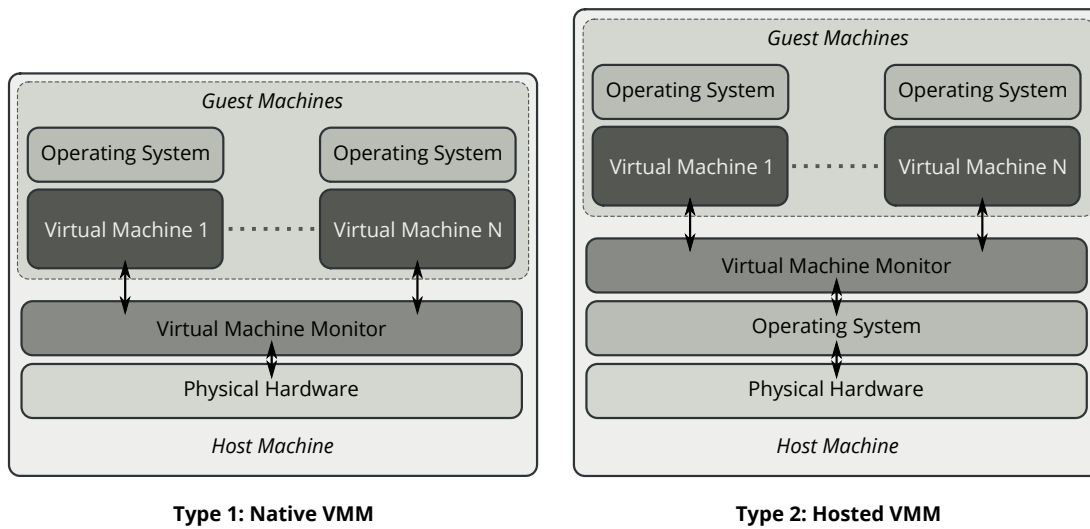 Guest Machines
Operating System
Operating System
Virtual Machine 1
Virtual Machine N
Virtual Machine Monitor
Physical Hardware
Host Machine
Type 1: Native VMM
Guest Machines
Operating System
Operating System
Virtual Machine 1
Virtual Machine N
Virtual Machine Monitor
Operating System
Physical Hardware
Host Machine
Type 2: Hosted VMM